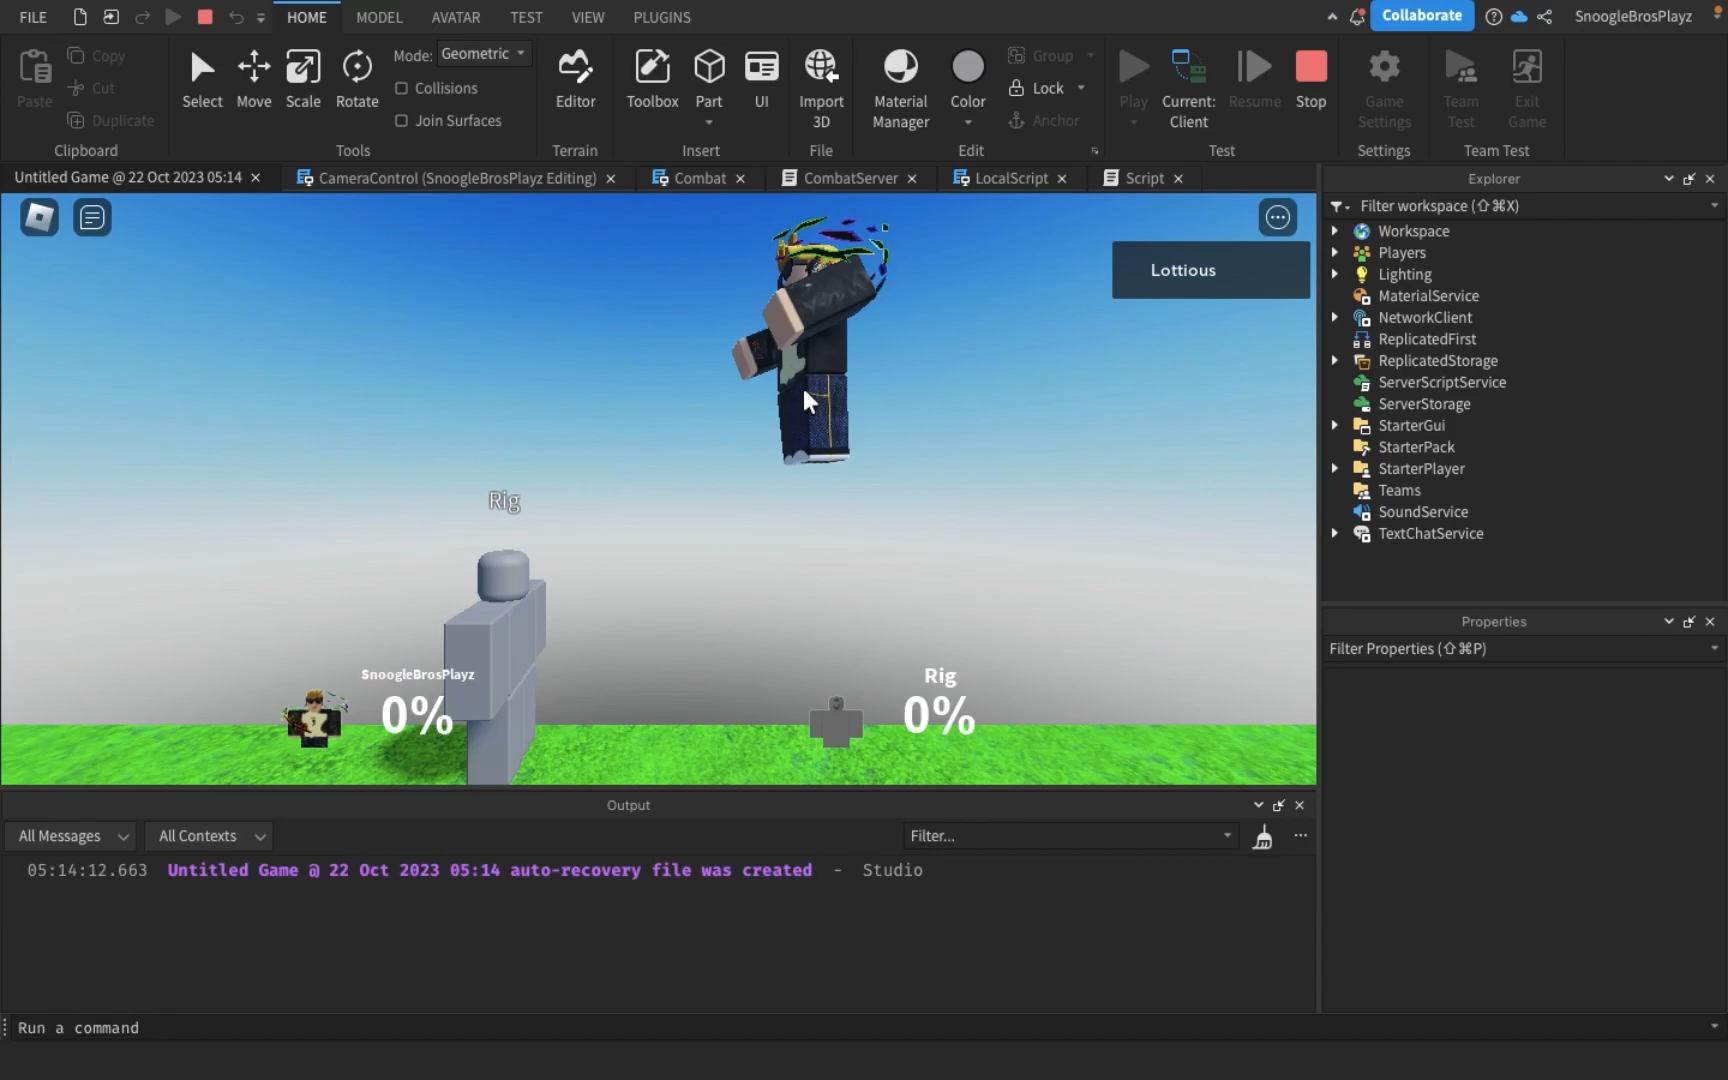 FILE
HOME
MODEL
AVATAR
TEST
VIEW
PLUGINS
Collaborate
SnoogleBrosPlayz
Paste
Copy
Cut
Duplicate
Clipboard
Select
Move
Scale
Rotate
Mode: Geometric
Collisions
Join Surfaces
Tools
Editor
Terrain
Toolbox
Part
UI
Insert
Import
3D
File
Material
Manager
Color
Group
Lock
Anchor
Edit
Play
Current:
Client
Resume
Stop
Test
Game
Settings
Settings
Team
Test
Exit
Game
Team Test
Untitled Game @ 22 Oct 2023 05:14
CameraControl (SnoogleBrosPlayz Editing)
Combat
CombatServer
LocalScript
Script
Explorer
Filter workspace (⇧⌘X)
Workspace
Players
Lighting
MaterialService
NetworkClient
ReplicatedFirst
ReplicatedStorage
ServerScriptService
ServerStorage
StarterGui
StarterPack
StarterPlayer
Teams
SoundService
TextChatService
Lottious
Rig
SnoogleBrosPlayz
0%
Rig
0%
Properties
Filter Properties (⇧⌘P)
Output
All Messages
All Contexts
Filter...
05:14:12.663 Untitled Game @ 22 Oct 2023 05:14 auto-recovery file was created - Studio
Run a command